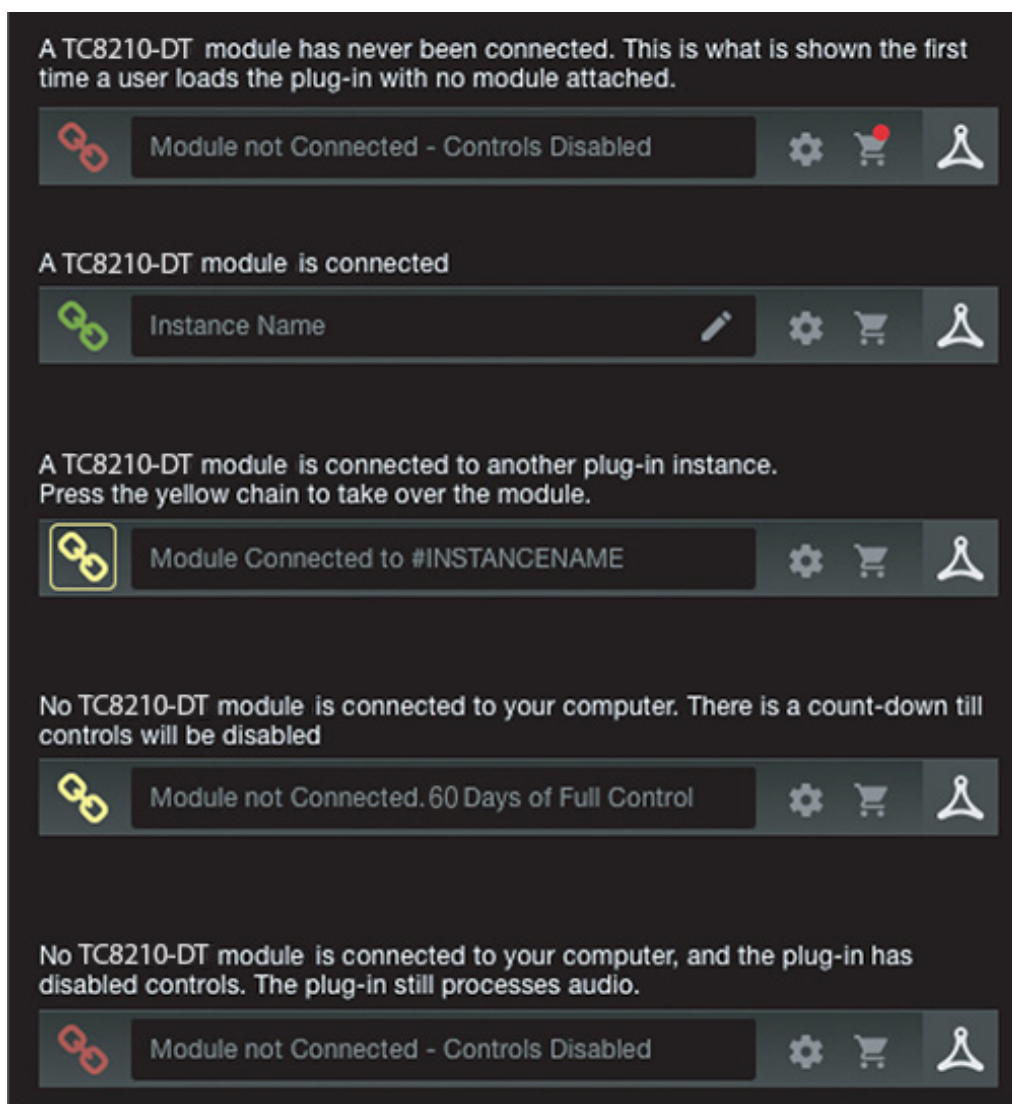 A TC8210-DT module has never been connected. This is what is shown the first
time a user loads the plug-in with no module attached.
Module not Connected - Controls Disabled
A TC8210-DT module is connected
Instance Name
A TC8210-DT module is connected to another plug-in instance.
Press the yellow chain to take over the module.
Module Connected to #INSTANCENAME
No TC8210-DT module is connected to your computer. There is a count-down till
controls will be disabled
Module not Connected. 60 Days of Full Control
No TC8210-DT module is connected to your computer, and the plug-in has
disabled controls. The plug-in still processes audio.
Module not Connected - Controls Disabled